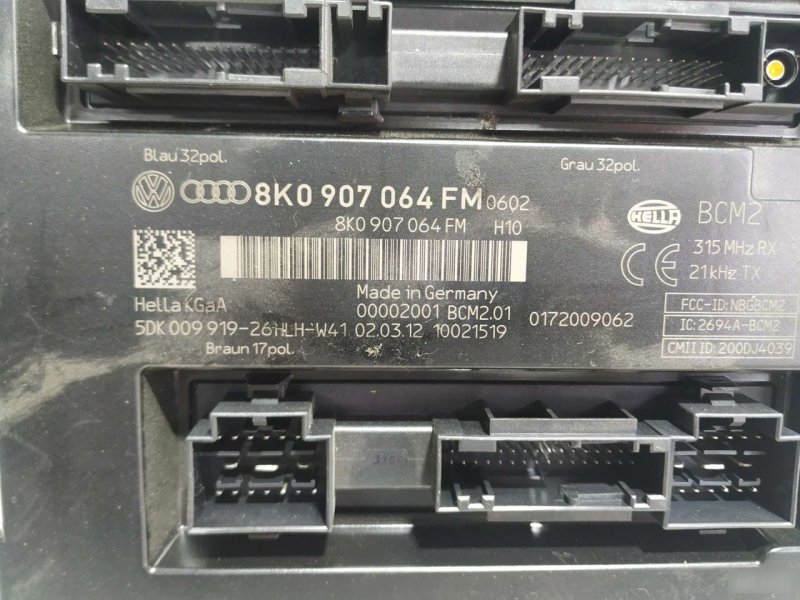 Blau 32pol.
Grau 32pol.
8K0 907 064 FM 0602
8K0 907 064 FM H10
HELLA
BCM2
315 MHz RX
21kHz TX
CE
Made in Germany
Hella KGaA
00002001 BCM2.01
0172009062
5DK 009 919-26 HLH-W41 02.03.12 10021519
Braun 17pol.
FCC-ID: NBGBCM2
IC: 2694A-BCM2
CMII ID: 200DJ4039